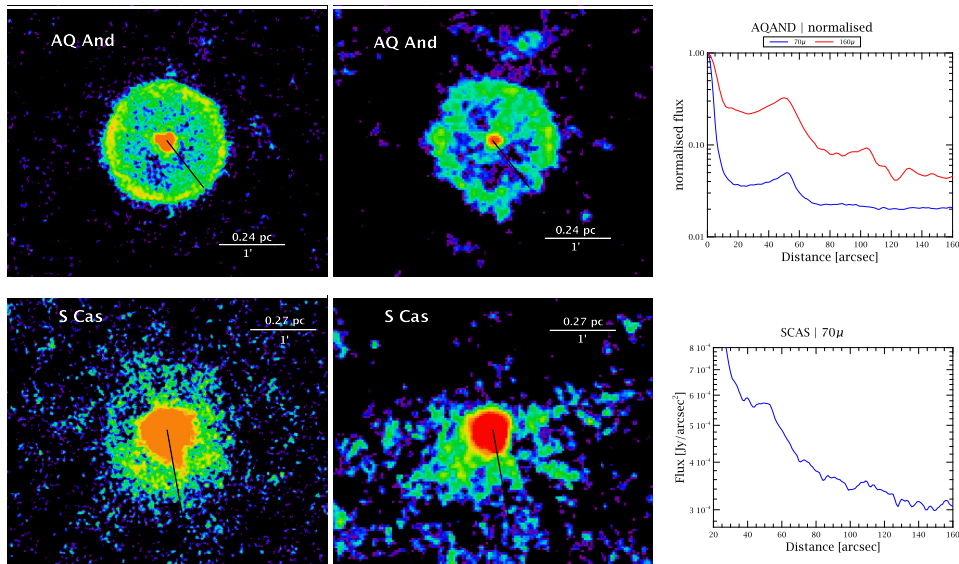 AQ And
0.24 pc
1'
AQ And
0.24 pc
1'
AQAND | normalised
70μ 160μ
normalised flux
1.00
0.10
0.01
0 20 40 60 80 100 120 140 160
Distance [arcsec]
S Cas
0.27 pc
1'
S Cas
0.27 pc
1'
SCAS | 70μ
Flux [Jy/arcsec²]
8 10⁻⁴
7 10⁻⁴
6 10⁻⁴
5 10⁻⁴
4 10⁻⁴
3 10⁻⁴
20 40 60 80 100 120 140 160
Distance [arcsec]